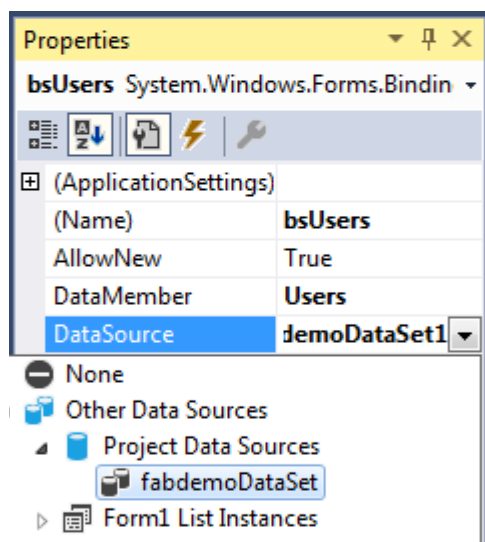 Properties
bsUsers System.Windows.Forms.Bindin
(ApplicationSettings)
(Name) bsUsers
AllowNew True
DataMember Users
DataSource demoDataSet1
None
Other Data Sources
Project Data Sources
fabdemoDataSet
Form1 List Instances